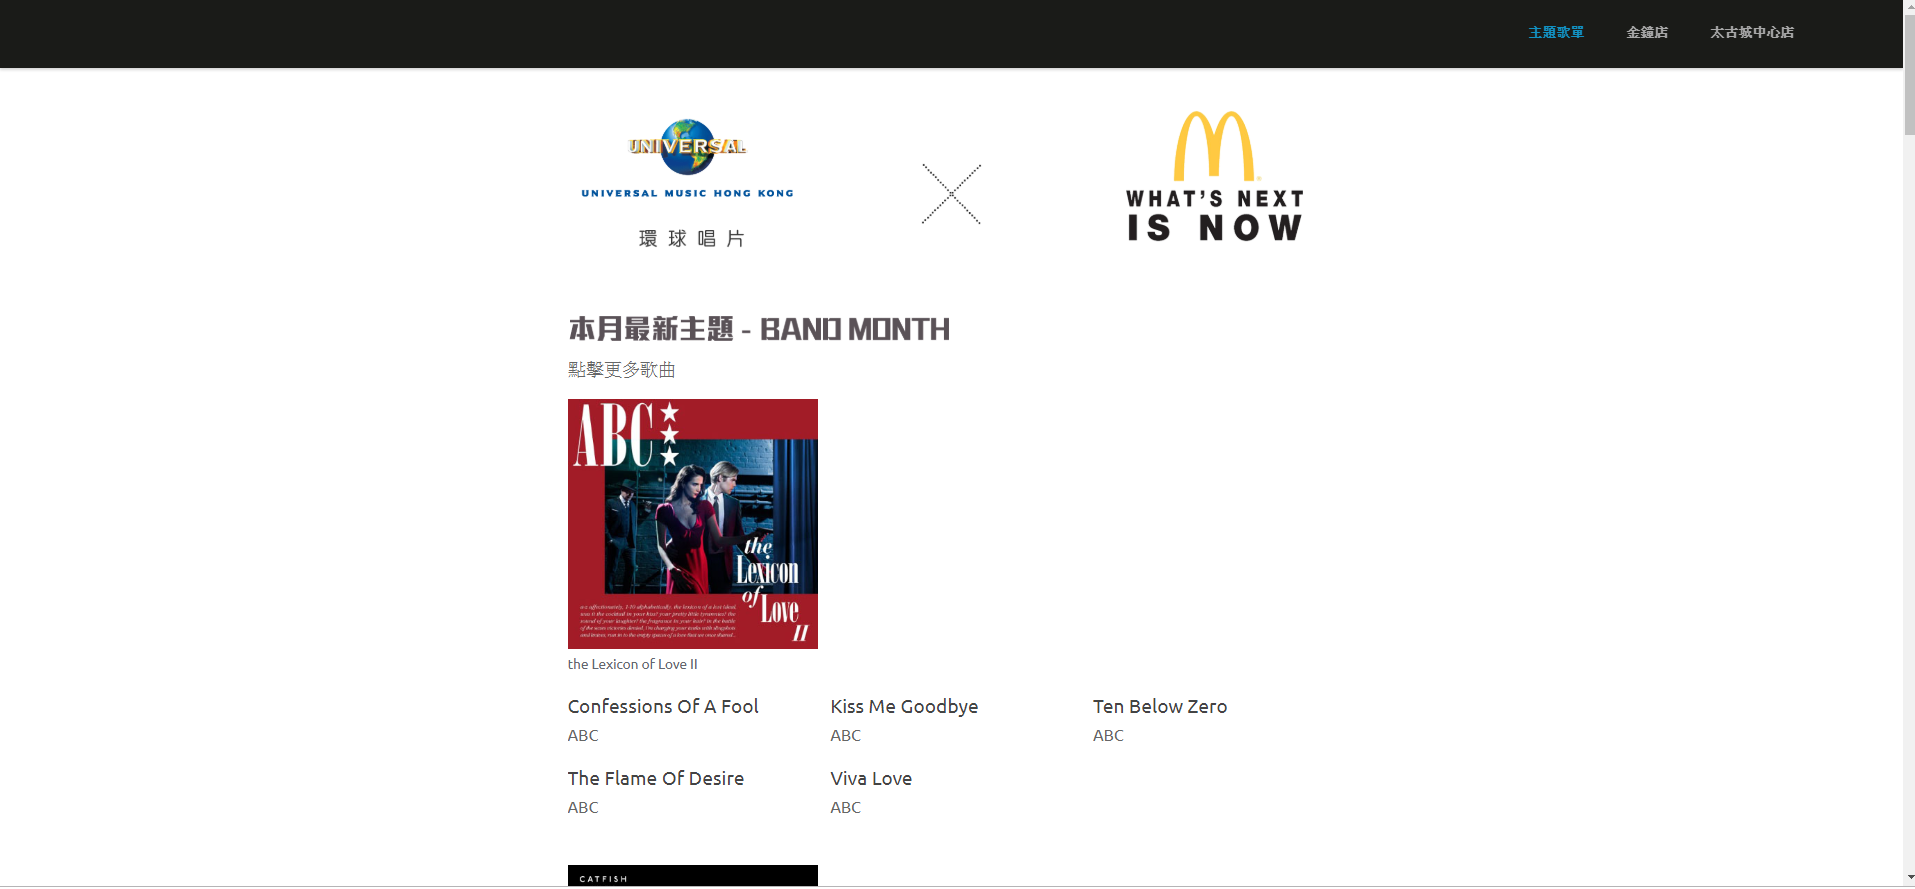 主題歌單
金鐘店
太古城中心店
UNIVERSAL
UNIVERSAL MUSIC HONG KONG
環球唱片
WHAT'S NEXT
IS NOW
本月最新主題 - BAND MONTH
點擊更多歌曲
ABC
the
Lexicon
of
Love
II
the Lexicon of Love II
Confessions Of A Fool
ABC
Kiss Me Goodbye
ABC
Ten Below Zero
ABC
The Flame Of Desire
ABC
Viva Love
ABC
CATFISH